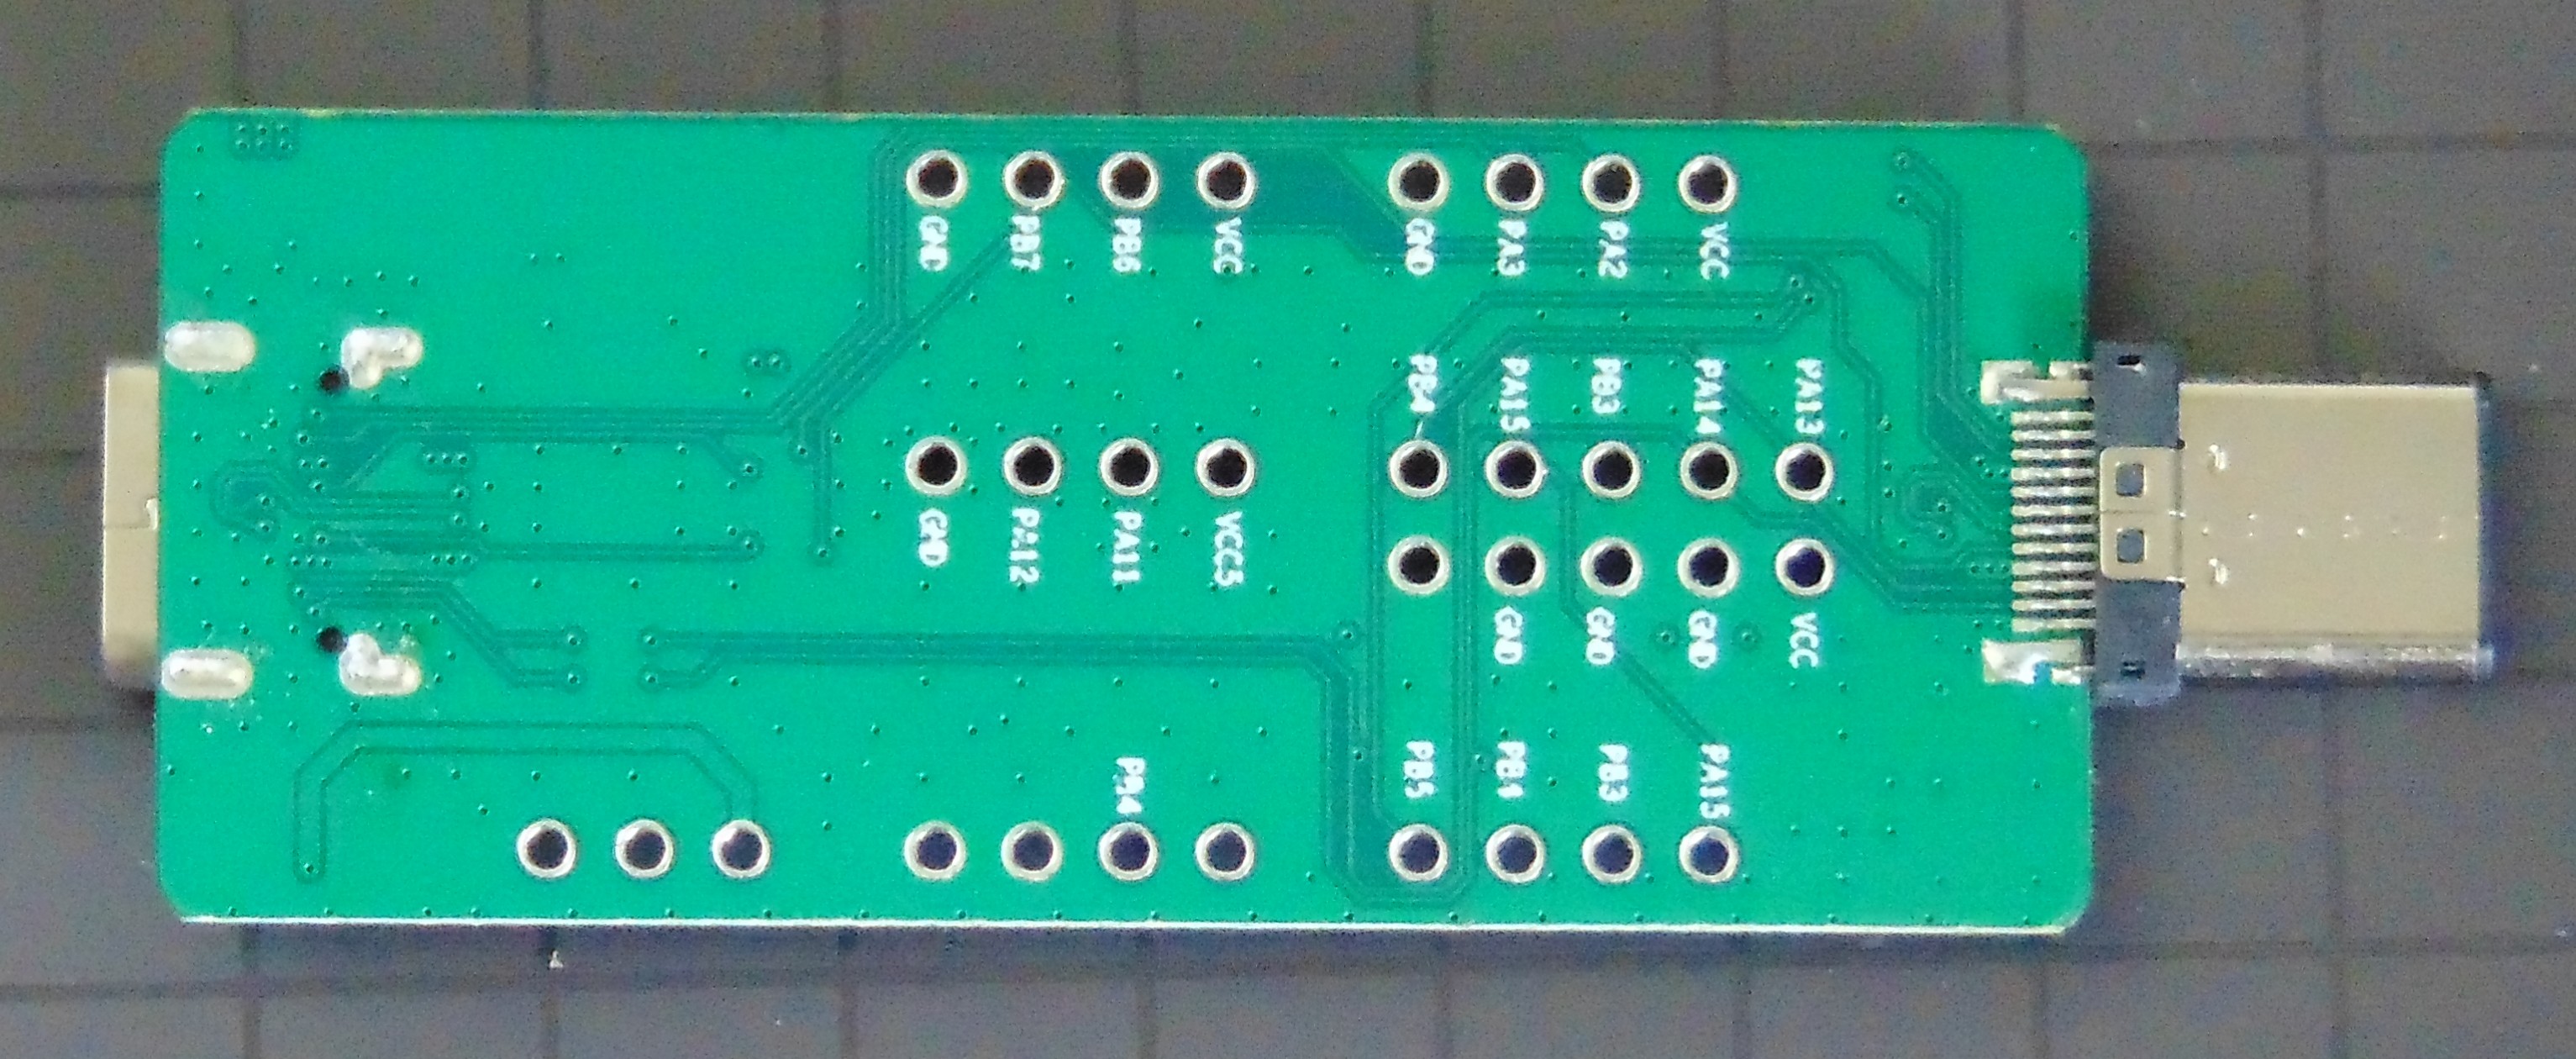 GND PB7 PB6 VCC GND PA3 PA2 VCC
PB4 PA15 PB3 PA14 PA13
GND PA12 PA11 VCC5
GND GND GND VCC
PA4 PB5 PB4 PB3 PA15